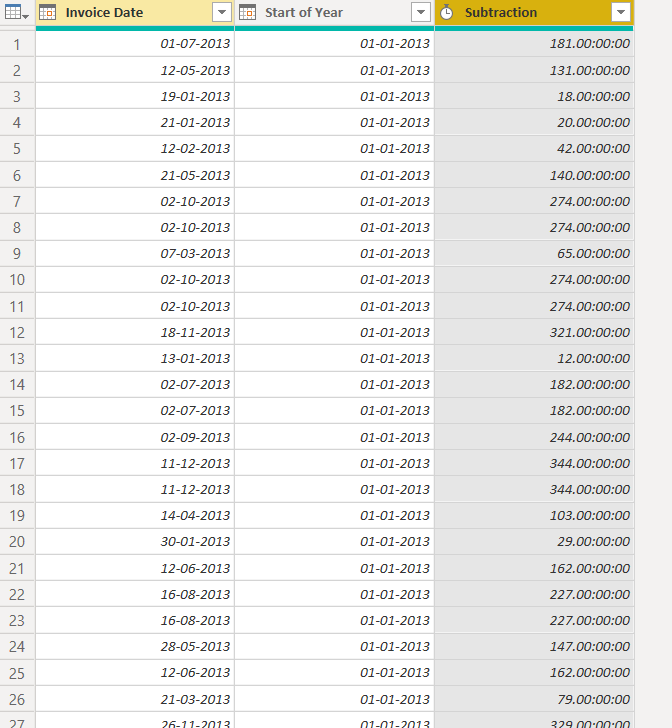 Invoice Date Start of Year Subtraction
1 01-07-2013 01-01-2013 181.00:00:00
2 12-05-2013 01-01-2013 131.00:00:00
3 19-01-2013 01-01-2013 18.00:00:00
4 21-01-2013 01-01-2013 20.00:00:00
5 12-02-2013 01-01-2013 42.00:00:00
6 21-05-2013 01-01-2013 140.00:00:00
7 02-10-2013 01-01-2013 274.00:00:00
8 02-10-2013 01-01-2013 274.00:00:00
9 07-03-2013 01-01-2013 65.00:00:00
10 02-10-2013 01-01-2013 274.00:00:00
11 02-10-2013 01-01-2013 274.00:00:00
12 18-11-2013 01-01-2013 321.00:00:00
13 13-01-2013 01-01-2013 12.00:00:00
14 02-07-2013 01-01-2013 182.00:00:00
15 02-07-2013 01-01-2013 182.00:00:00
16 02-09-2013 01-01-2013 244.00:00:00
17 11-12-2013 01-01-2013 344.00:00:00
18 11-12-2013 01-01-2013 344.00:00:00
19 14-04-2013 01-01-2013 103.00:00:00
20 30-01-2013 01-01-2013 29.00:00:00
21 12-06-2013 01-01-2013 162.00:00:00
22 16-08-2013 01-01-2013 227.00:00:00
23 16-08-2013 01-01-2013 227.00:00:00
24 28-05-2013 01-01-2013 147.00:00:00
25 12-06-2013 01-01-2013 162.00:00:00
26 21-03-2013 01-01-2013 79.00:00:00
27 26-11-2013 01-01-2013 329.00:00:00